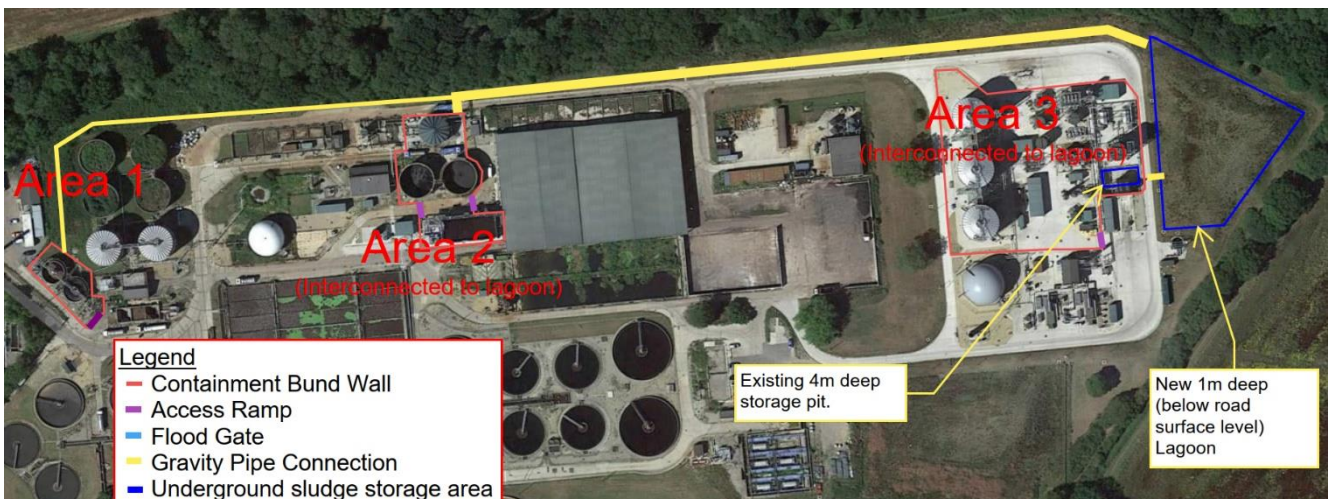 Area 1
Area 2
(Interconnected to lagoon)
Area 3
(Interconnected to lagoon)
Legend
Containment Bund Wall
Access Ramp
Flood Gate
Gravity Pipe Connection
Underground sludge storage area
Existing 4m deep
storage pit.
New 1m deep
(below road
surface level)
Lagoon